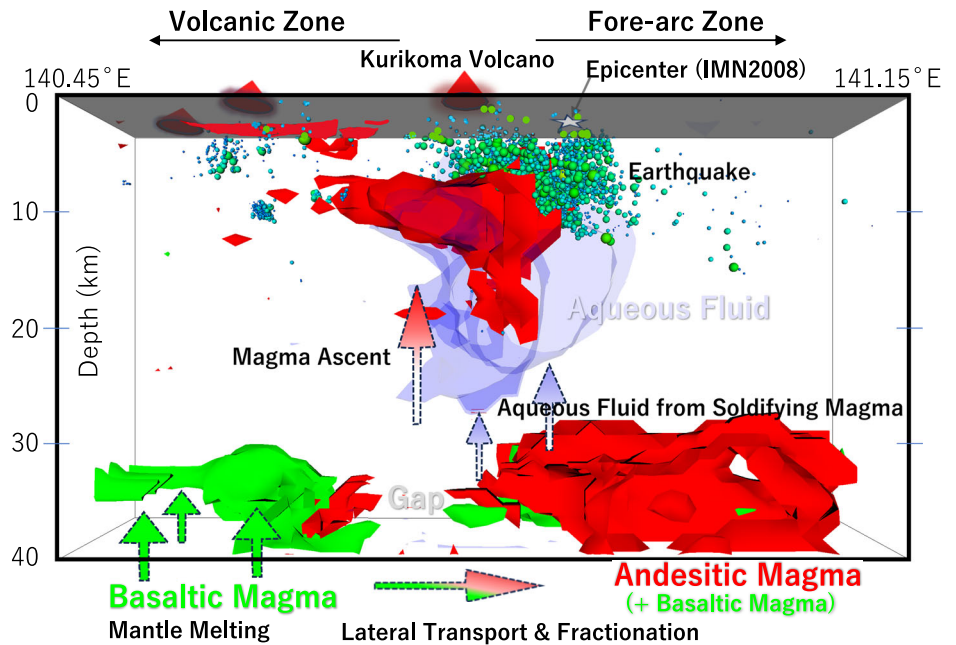 Volcanic Zone
Fore-arc Zone
Kurikoma Volcano
140.45°E
Epicenter (IMN2008)
141.15°E
0
Earthquake
10
Aqueous Fluid
Depth (km)
20
Magma Ascent
Aqueous Fluid from Soldifying Magma
30
Gap
40
Andesitic Magma
Basaltic Magma
(+ Basaltic Magma)
Mantle Melting
Lateral Transport & Fractionation